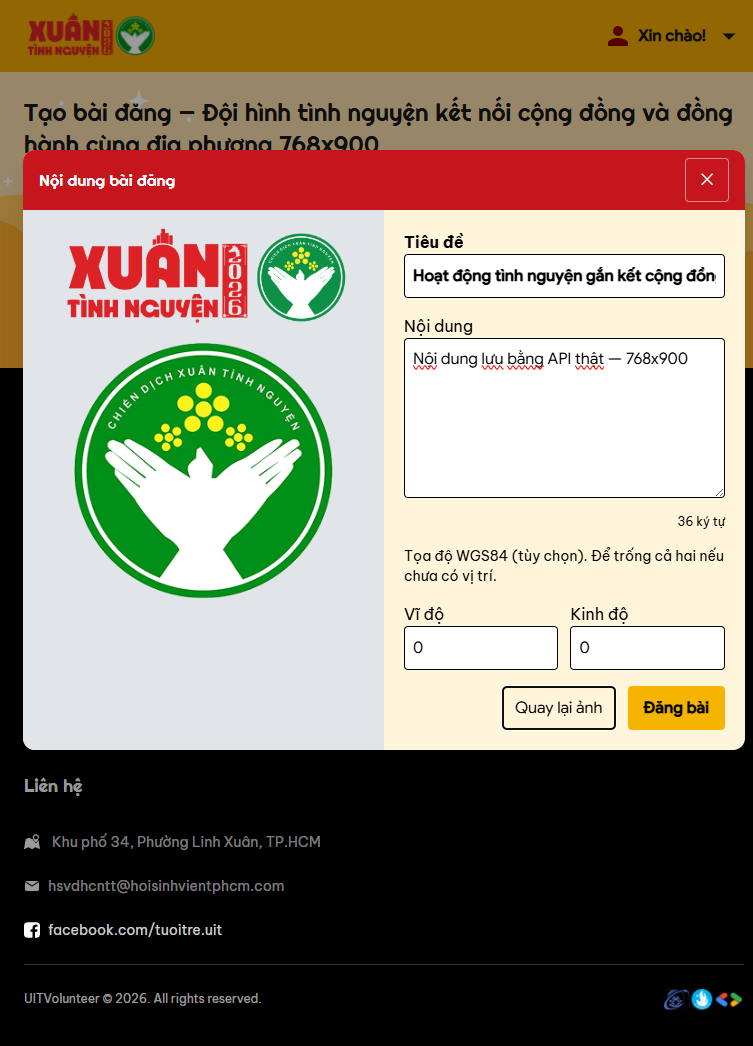 XUÂN 2026
TÌNH NGUYỆN
Xin chào!
Tạo bài đăng — Đội hình tình nguyện kết nối cộng đồng và đồng
hành cùng địa phương 768x900
Nội dung bài đăng
XUÂN 2026
TÌNH NGUYỆN
CHIẾN DỊCH XUÂN TÌNH NGUYỆN
Tiêu đề
Hoạt động tình nguyện gắn kết cộng đồng
Nội dung
Nội dung lưu bằng API thật — 768x900
36 ký tự
Tọa độ WGS84 (tùy chọn). Để trống cả hai nếu
chưa có vị trí.
Vĩ độ
Kinh độ
0
0
Quay lại ảnh
Đăng bài
Liên hệ
Khu phố 34, Phường Linh Xuân, TP.HCM
hsvdhcntt@hoisinhvientphcm.com
facebook.com/tuoitre.uit
UITVolunteer © 2026. All rights reserved.